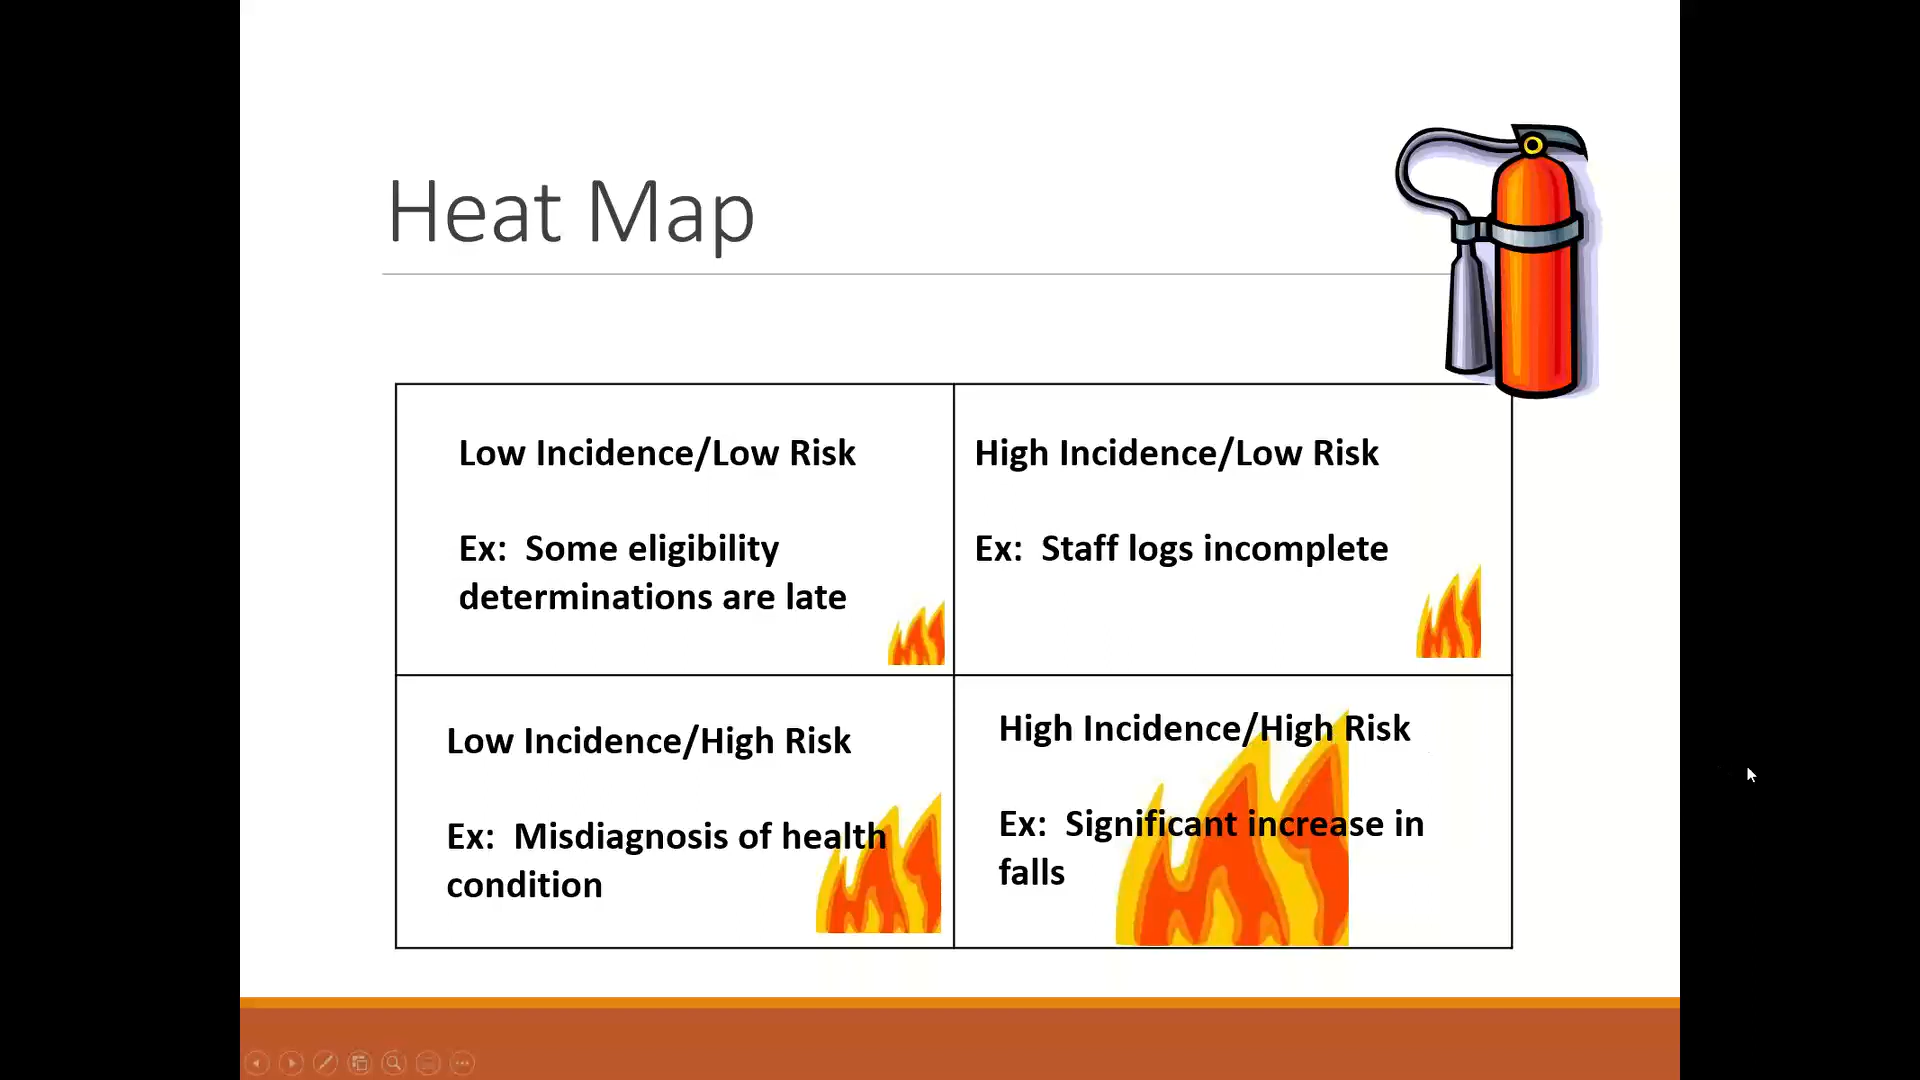 Heat Map
Low Incidence/Low Risk
Ex:  Some eligibility
determinations are late
High Incidence/Low Risk
Ex:  Staff logs incomplete
Low Incidence/High Risk
Ex:  Misdiagnosis of health
condition
High Incidence/High Risk
Ex:  Significant increase in
falls